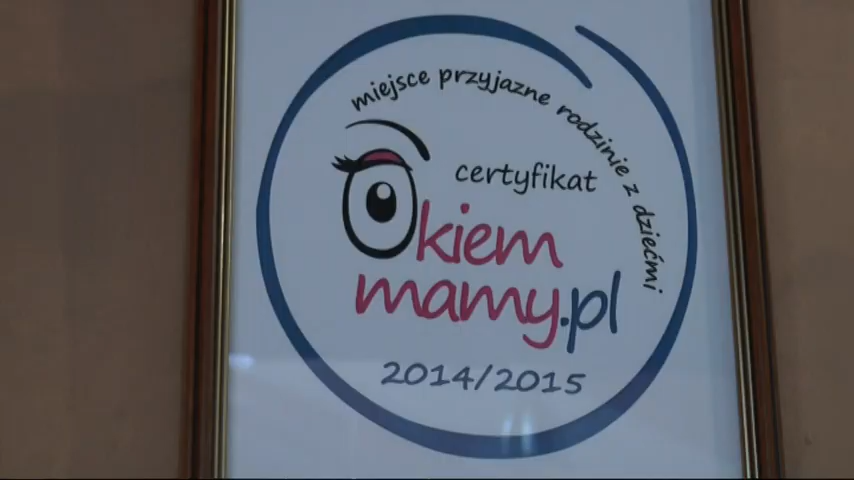 miejsce przyjazne rodzinie z dziećmi
certyfikat
Okiem
mamy.pl
2014/2015